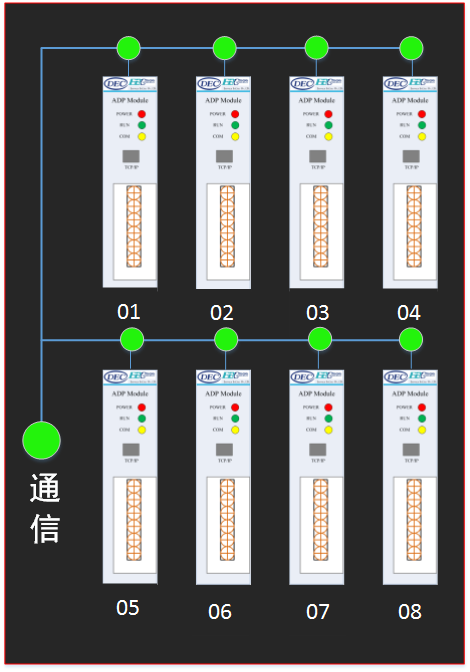 DEC DEC DEC DEC
ADP Module ADP Module ADP Module ADP Module
POWER POWER POWER POWER
RUN RUN RUN RUN
COM COM COM COM
TCP/IP TCP/IP TCP/IP TCP/IP
01 02 03 04
DEC DEC DEC DEC
ADP Module ADP Module ADP Module ADP Module
POWER POWER POWER POWER
RUN RUN RUN RUN
COM COM COM COM
TCP/IP TCP/IP TCP/IP TCP/IP
通
信
05 06 07 08